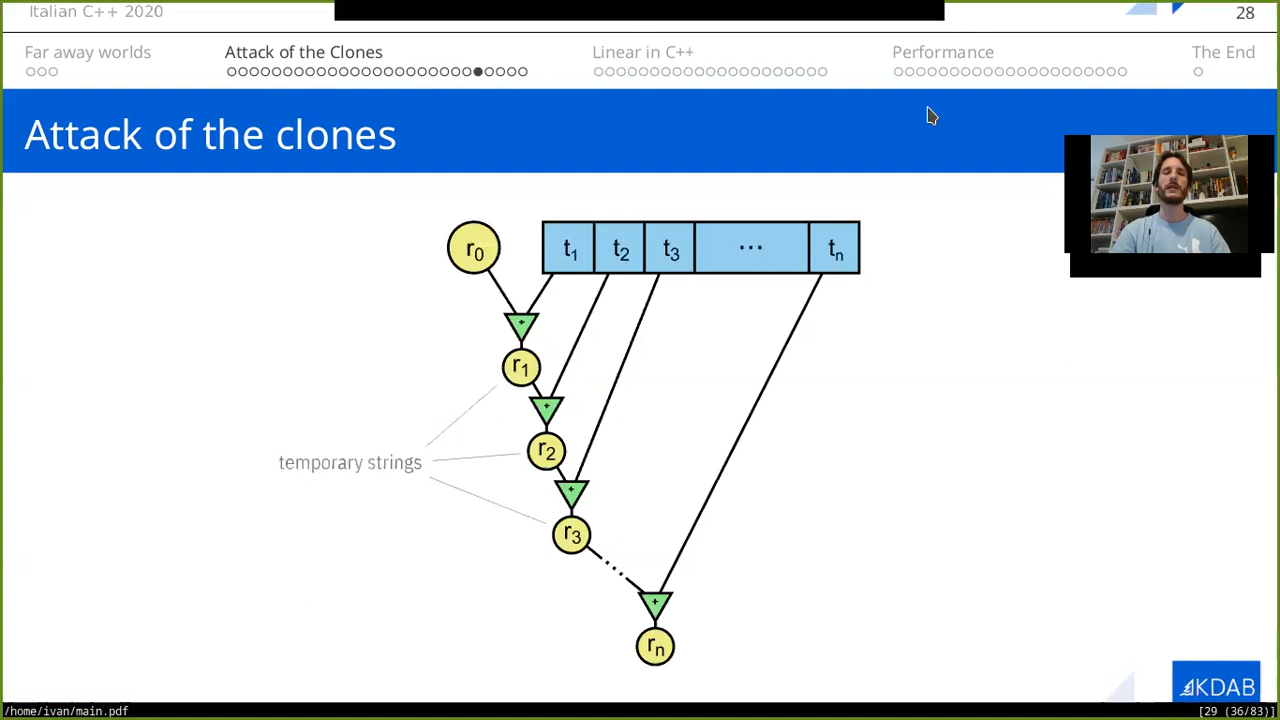 Italian C++ 2020
28
Far away worlds
Attack of the Clones
Linear in C++
Performance
The End
Attack of the clones
r0
t1 t2 t3 ... tn
+
r1
+
r2
temporary strings
+
r3
+
rn
KDAB
/home/ivan/main.pdf
[29 (36/83)]